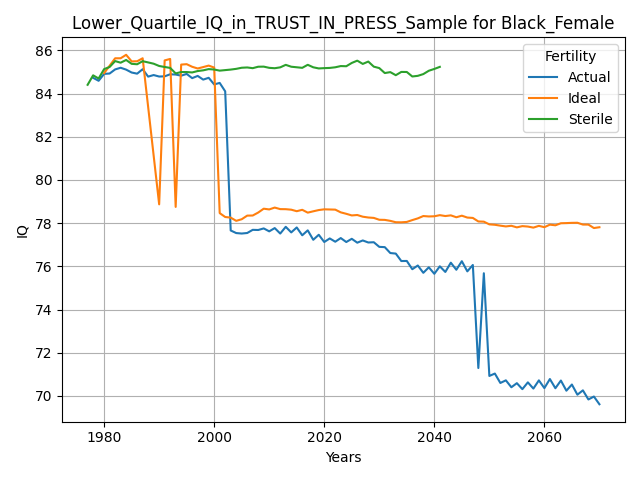 Lower_Quartile_IQ_in_TRUST_IN_PRESS_Sample for Black_Female
Fertility
Actual
Ideal
Sterile
IQ
86
84
82
80
78
76
74
72
70
1980
2000
2020
2040
2060
Years